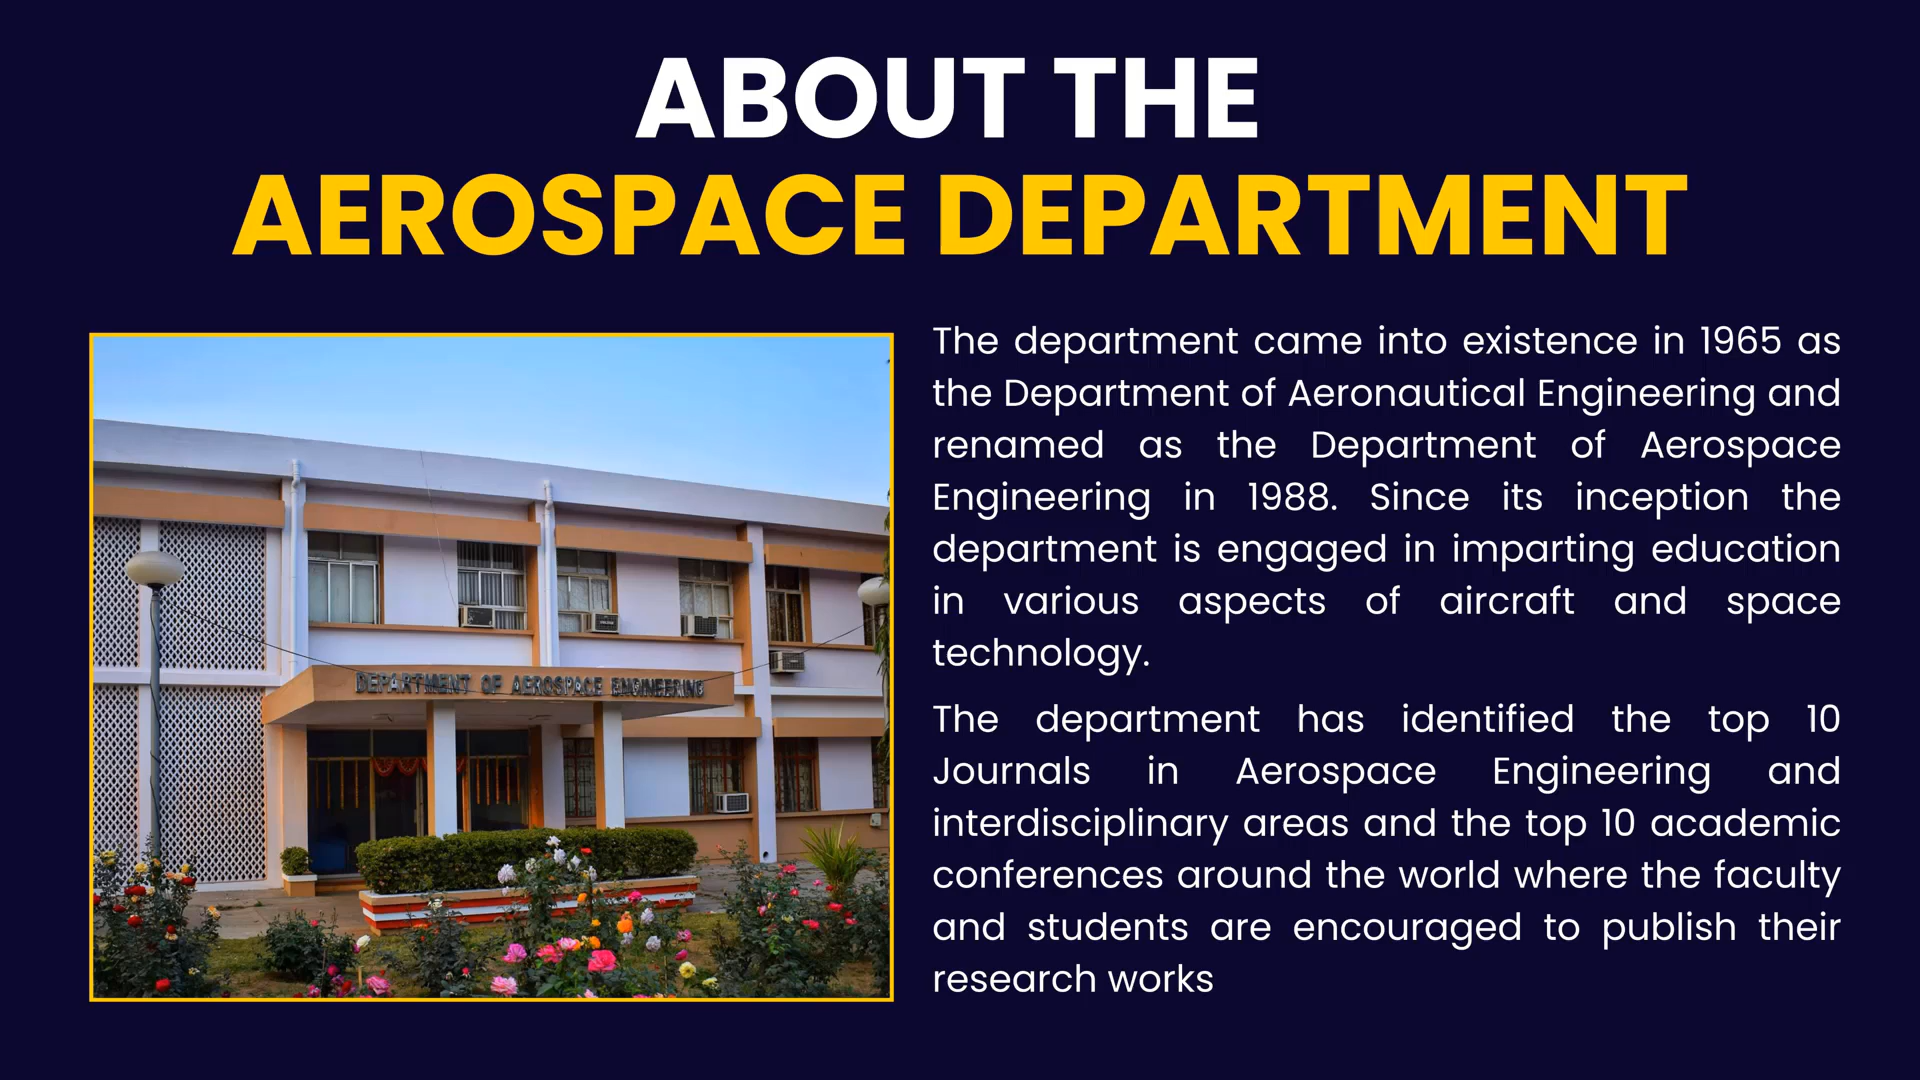 ABOUT THE
AEROSPACE DEPARTMENT
DEPARTMENT OF AEROSPACE ENGINEERING
The department came into existence in 1965 as
the Department of Aeronautical Engineering and
renamed as the Department of Aerospace
Engineering in 1988. Since its inception the
department is engaged in imparting education
in various aspects of aircraft and space
technology.
The department has identified the top 10
Journals in Aerospace Engineering and
interdisciplinary areas and the top 10 academic
conferences around the world where the faculty
and students are encouraged to publish their
research works